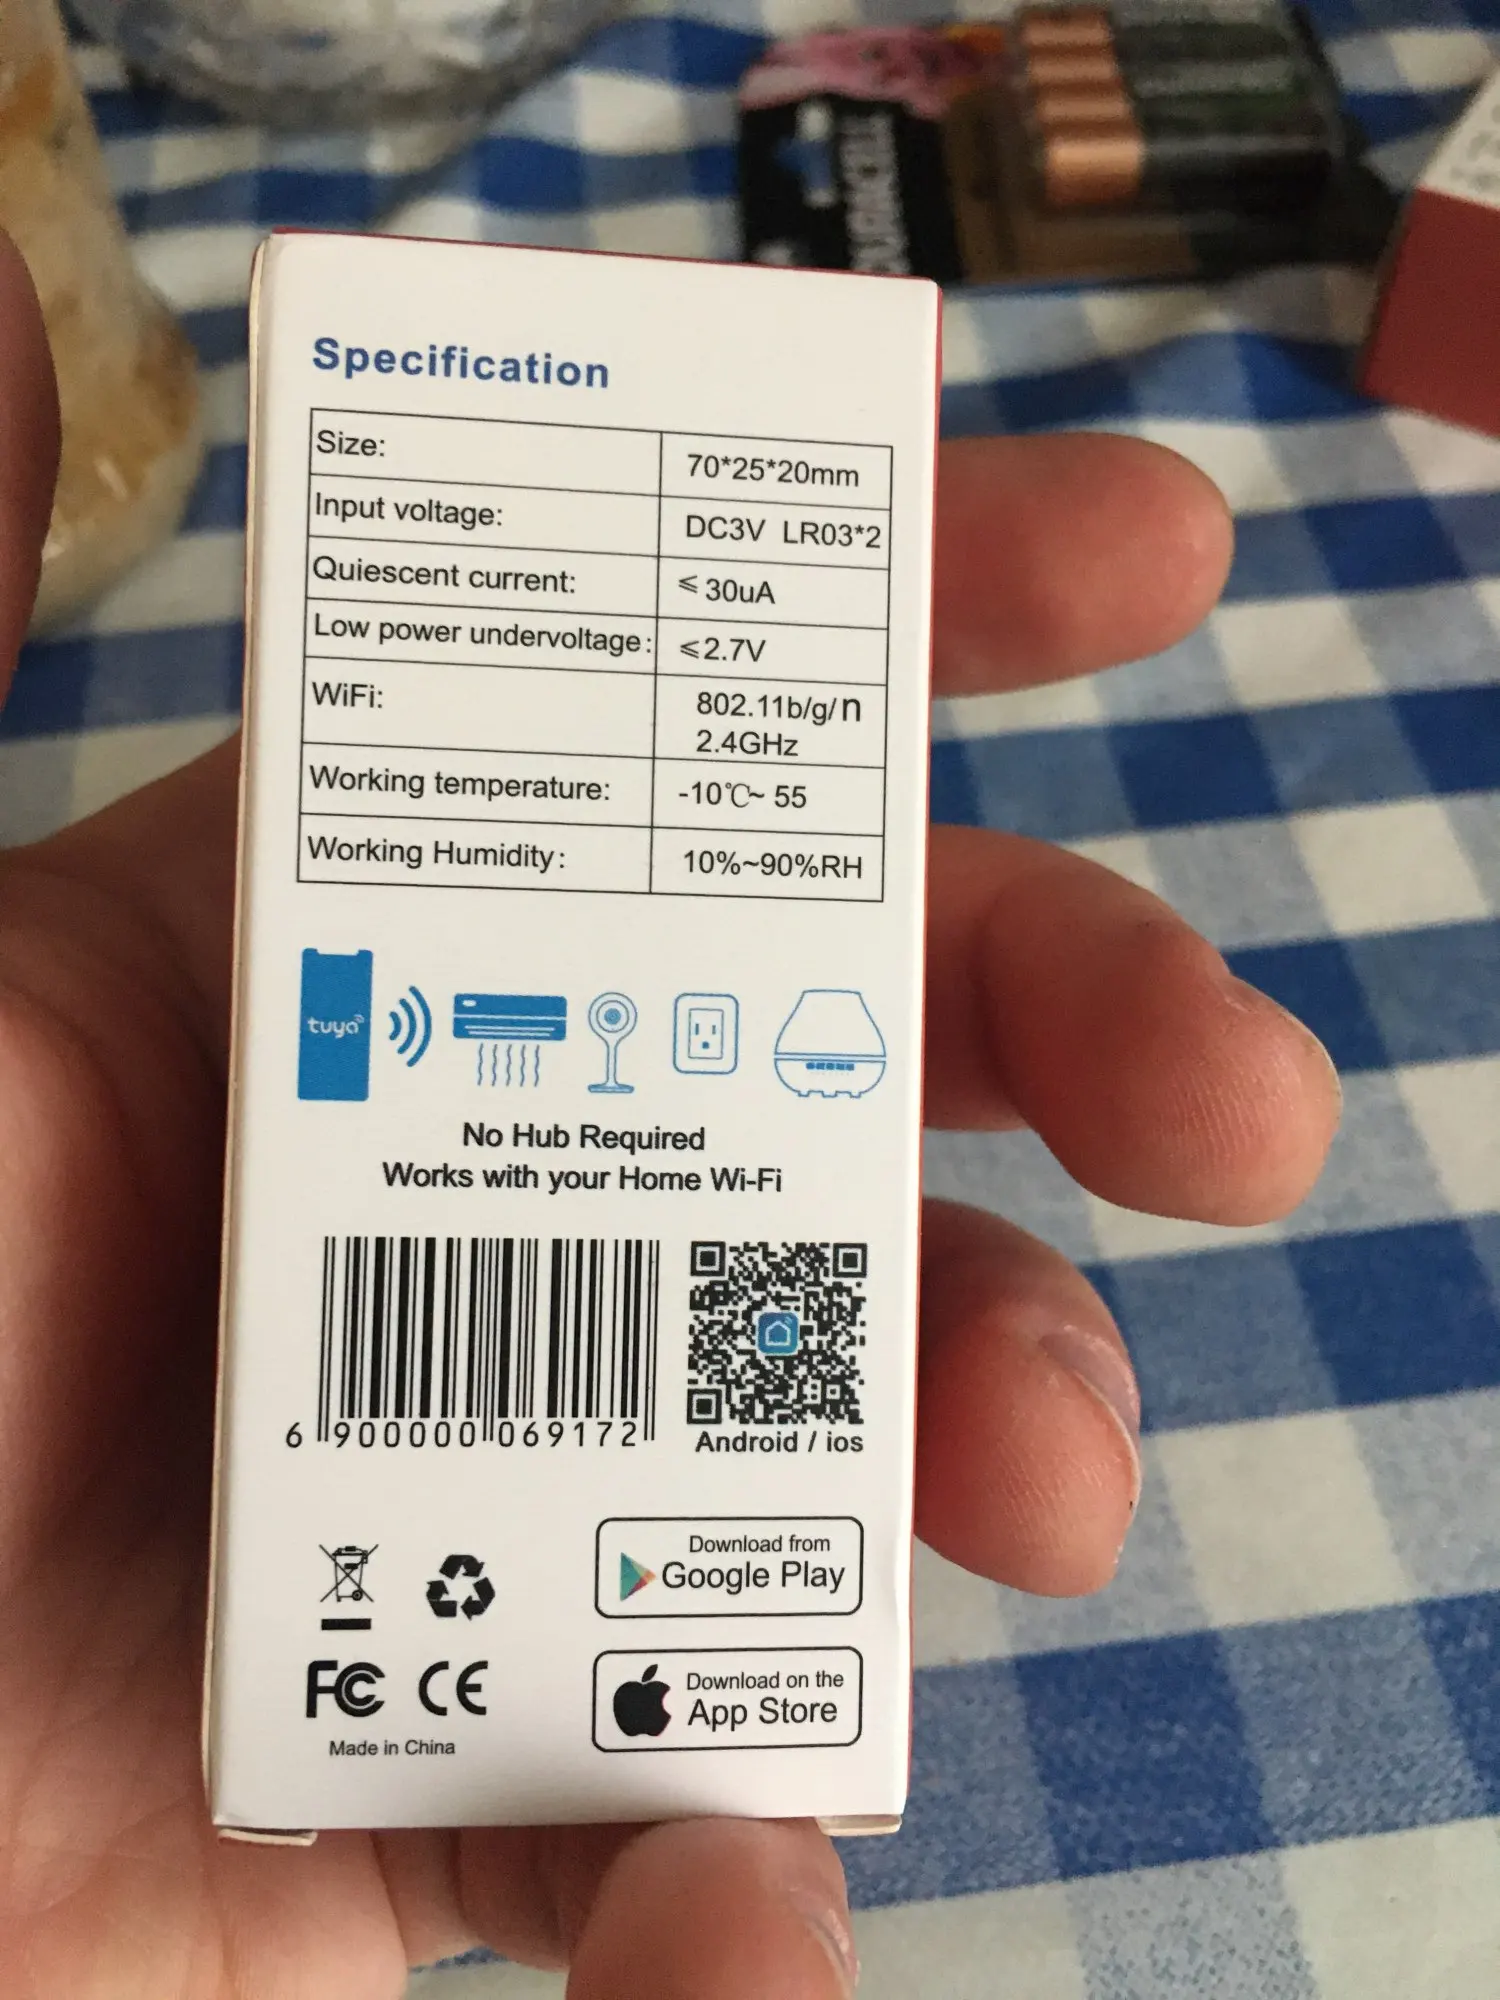 DURACELL
Specification
Size: 70*25*20mm
Input voltage: DC3V LR03*2
Quiescent current: ≤30uA
Low power undervoltage: ≤2.7V
WiFi: 802.11b/g/n
2.4GHz
Working temperature: -10℃~ 55
Working Humidity: 10%~90%RH
tuya
No Hub Required
Works with your Home Wi-Fi
6 900000 069172
Android / ios
Download from
Google Play
FC CE
Download on the
App Store
Made in China